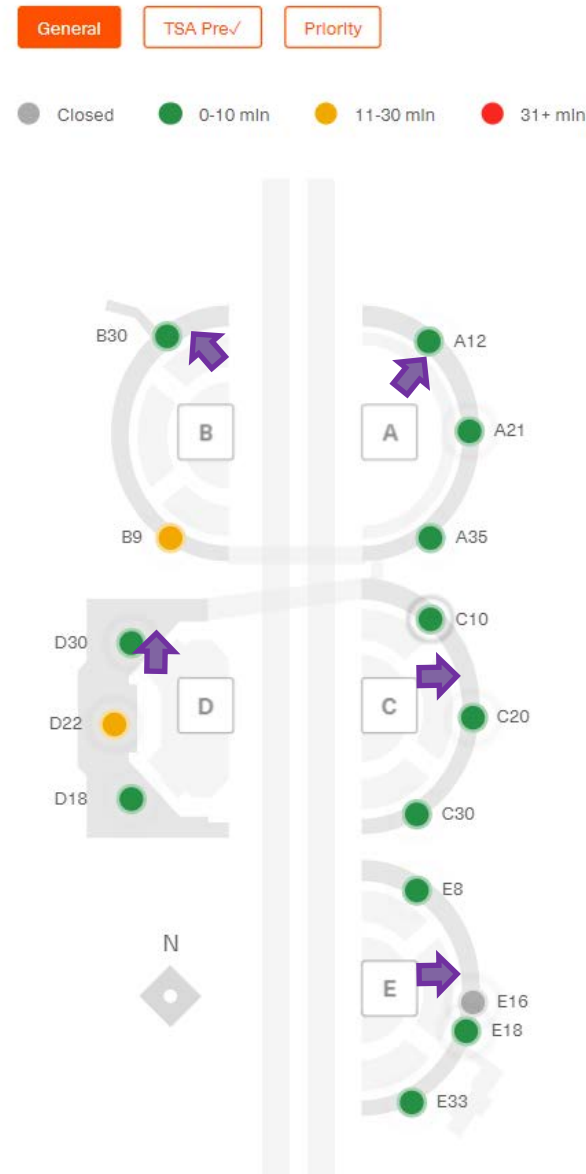 General TSA Pre✓ Priority
Closed 0-10 min 11-30 min 31+ min
B30 A12
B A A21
B9 A35
C10
D30
D C
D22 C20
D18 C30
E8
N
E
E16
E18
E33